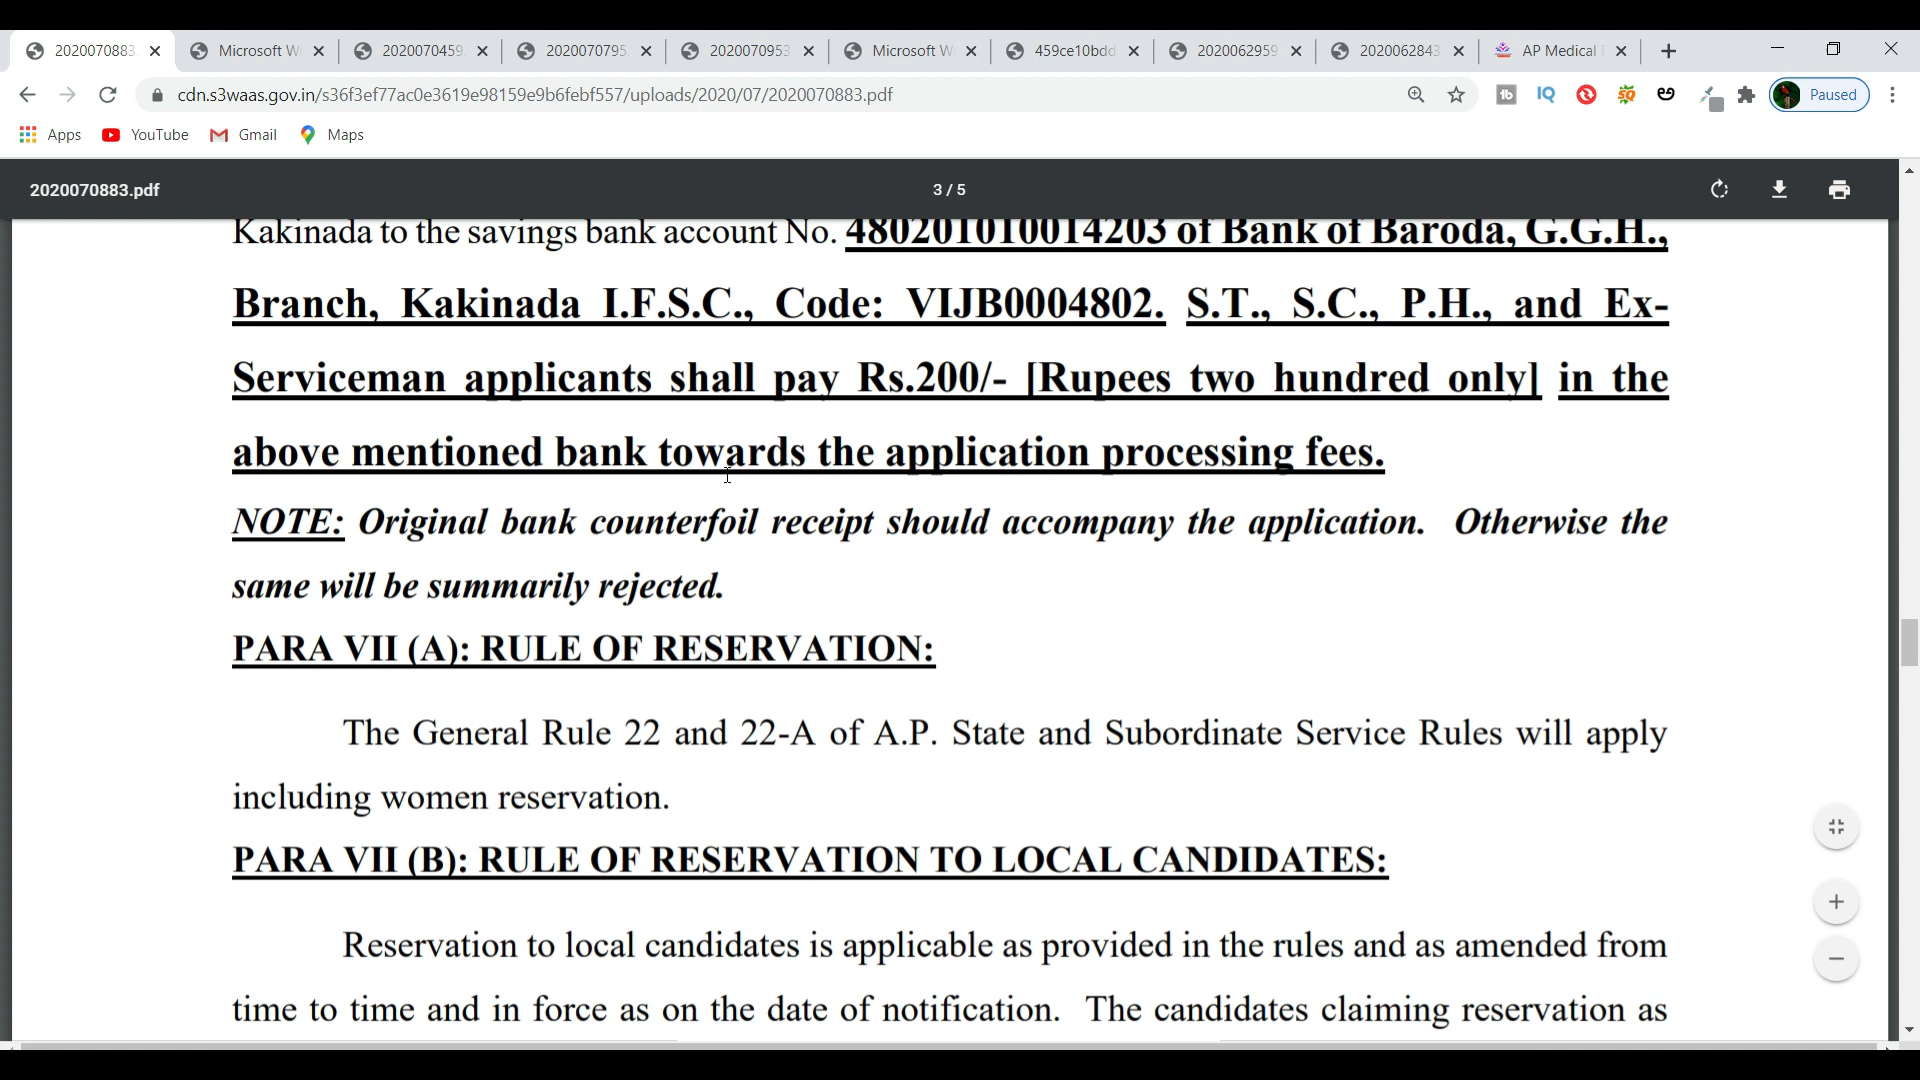 2020070883
Microsoft W
2020070459
2020070795
2020070953
Microsoft W
459ce10bdd
2020062959
2020062843
AP Medical
cdn.s3waas.gov.in/s36f3ef77ac0e3619e98159e9b6febf557/uploads/2020/07/2020070883.pdf
tb
IQ
SQ
Paused
Apps
YouTube
Gmail
Maps
2020070883.pdf
3 / 5
Kakinada to the savings bank account No. 480201010014203 of Bank of Baroda, G.G.H.,
Branch, Kakinada I.F.S.C., Code: VIJB0004802. S.T., S.C., P.H., and Ex-
Serviceman applicants shall pay Rs.200/- [Rupees two hundred only] in the
above mentioned bank towards the application processing fees.
NOTE: Original bank counterfoil receipt should accompany the application. Otherwise the
same will be summarily rejected.
PARA VII (A): RULE OF RESERVATION:
The General Rule 22 and 22-A of A.P. State and Subordinate Service Rules will apply
including women reservation.
PARA VII (B): RULE OF RESERVATION TO LOCAL CANDIDATES:
Reservation to local candidates is applicable as provided in the rules and as amended from
time to time and in force as on the date of notification. The candidates claiming reservation as